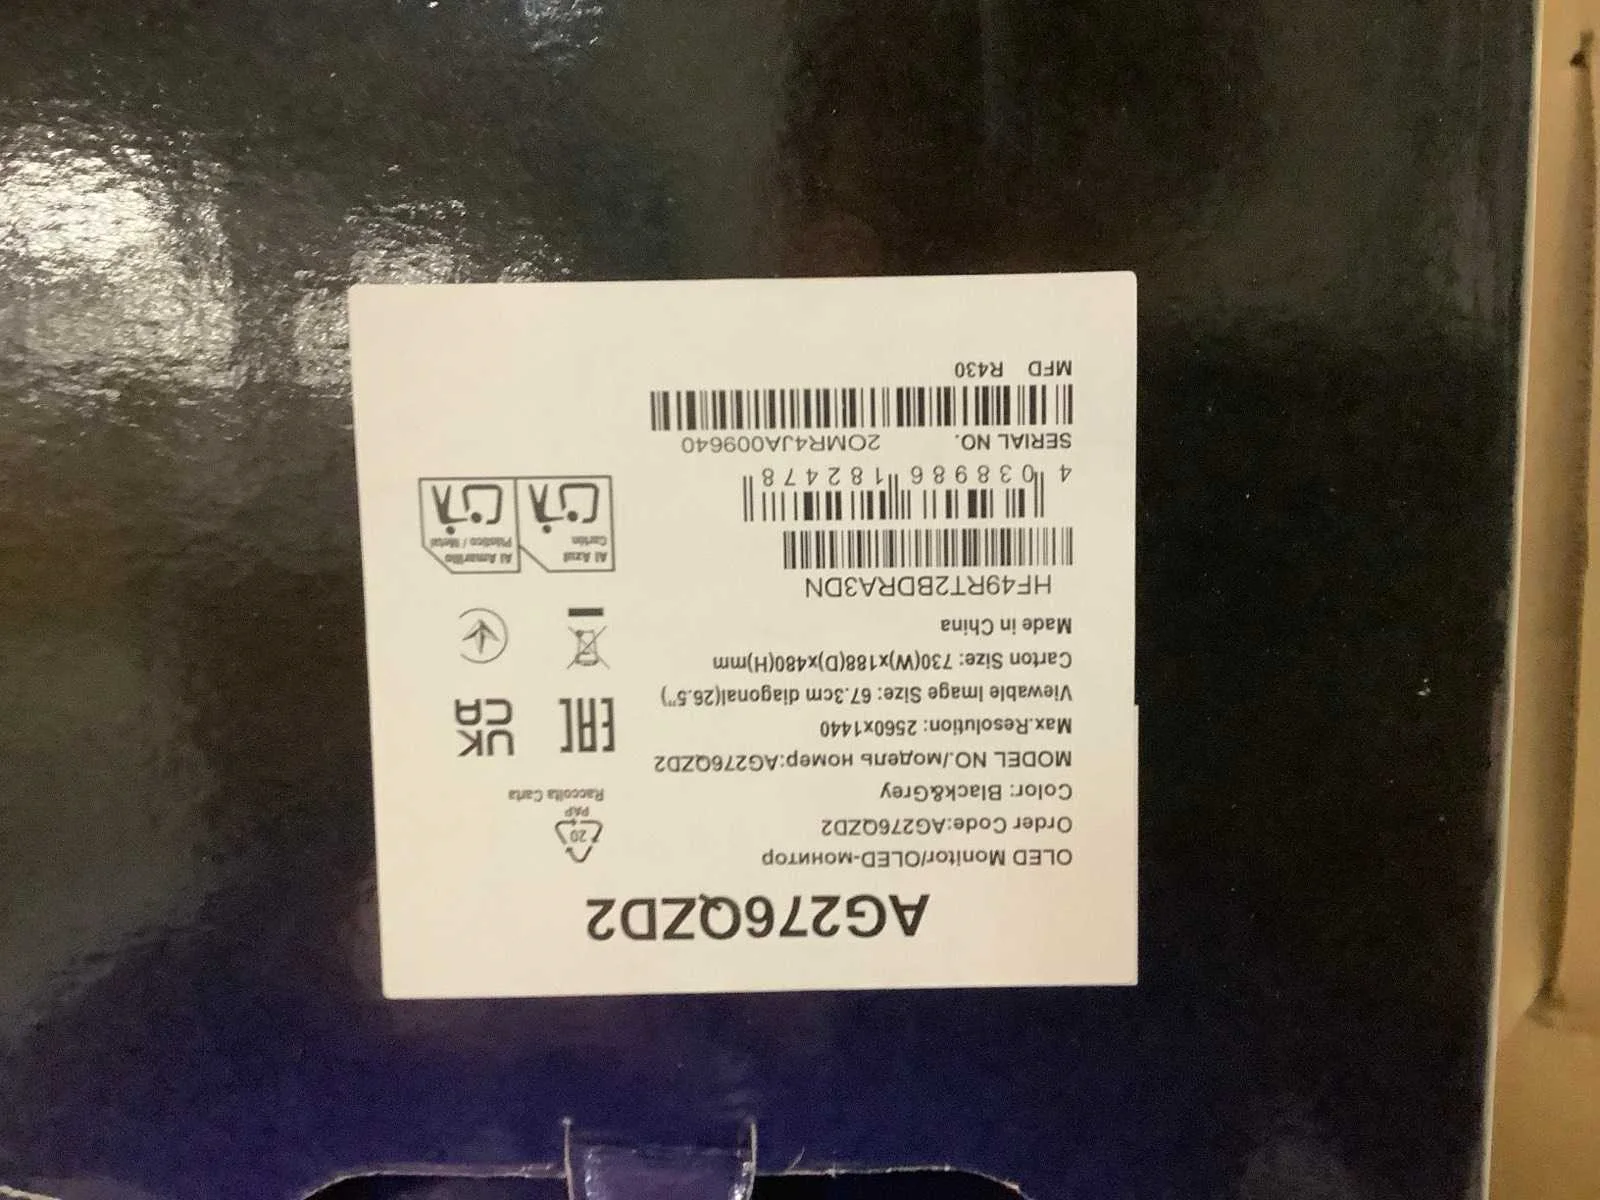 AG276QZD2
OLED Monitor/OLED-монитор
Order Code:AG276QZD2
Color: Black&Grey
MODEL NO./модель номер:AG276QZD2
Max.Resolution: 2560x1440
Viewable Image Size: 67.3cm diagonal(26.5")
Carton Size: 730(W)x188(D)x480(H)mm
Made in China
HF49RT2BDRA3DN
4 038986 182478
SERIAL NO. 2OMR4JA009640
MFD R430
20
PAP
Raccolta Carta
EAC
UK
CA
Al Azul
Cartón
Al Amarillo
Plástico / Metal